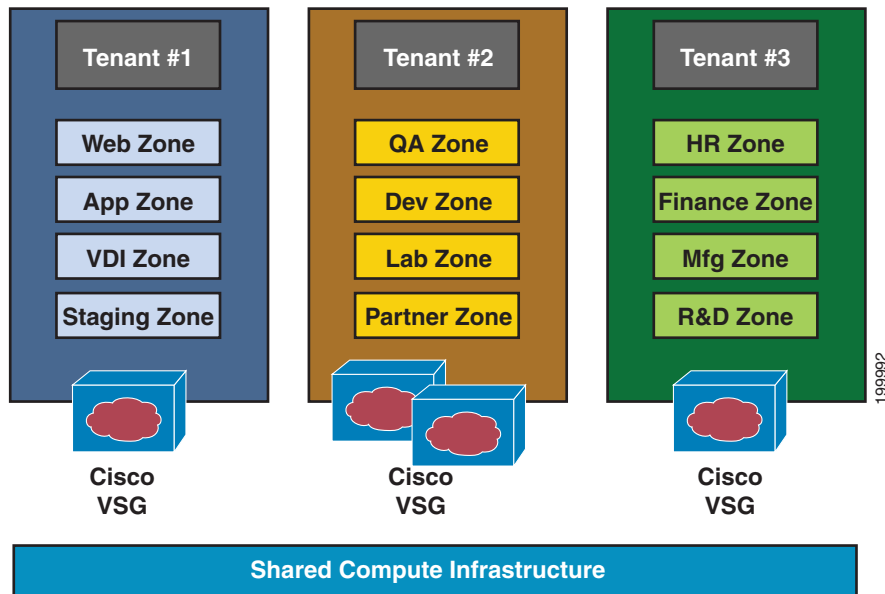 Tenant #1
Web Zone
App Zone
VDI Zone
Staging Zone
Cisco
VSG
Tenant #2
QA Zone
Dev Zone
Lab Zone
Partner Zone
Cisco
VSG
Tenant #3
HR Zone
Finance Zone
Mfg Zone
R&D Zone
Cisco
VSG
199992
Shared Compute Infrastructure